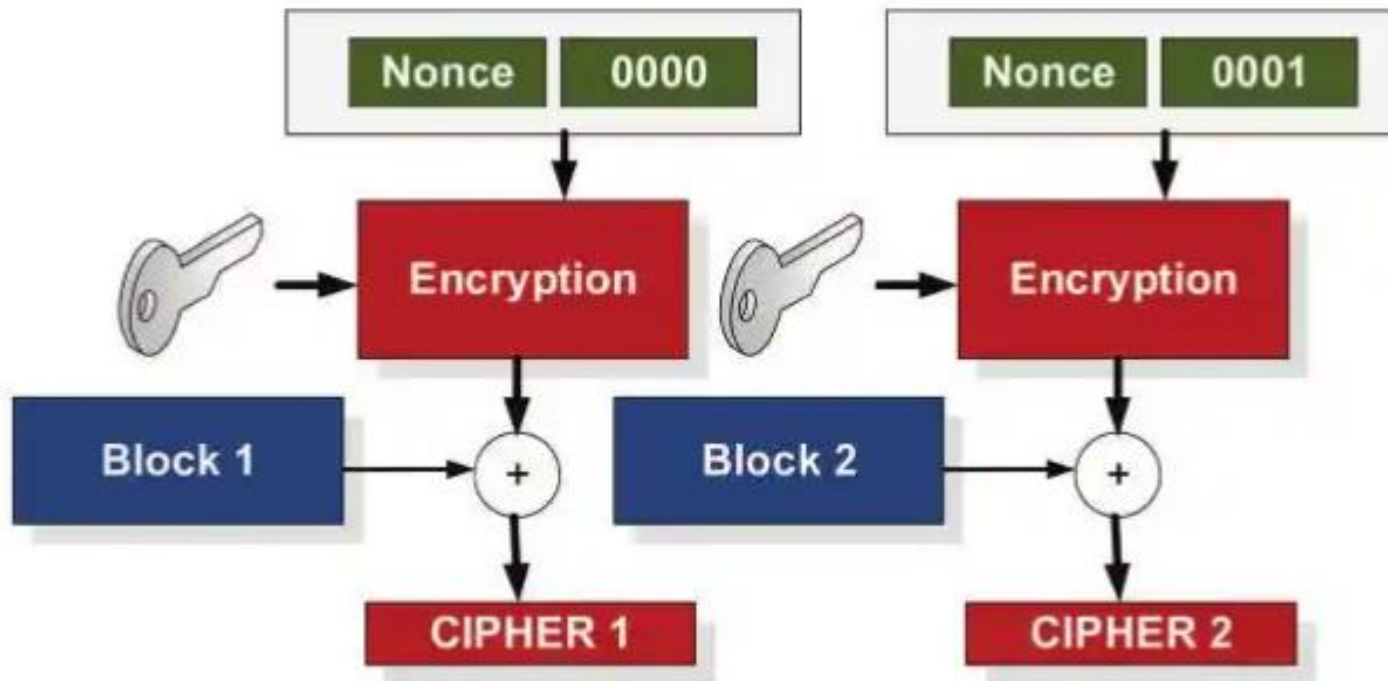 Nonce 0000 Nonce 0001
Encryption Encryption
Block 1 Block 2
+ +
CIPHER 1 CIPHER 2